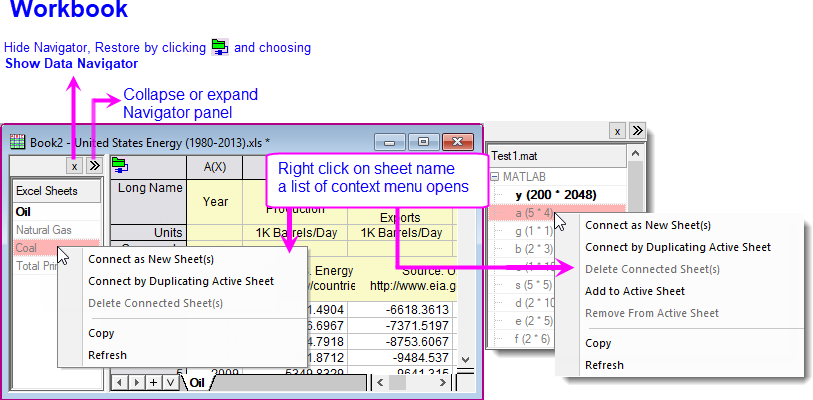 Workbook
Hide Navigator, Restore by clicking and choosing
Show Data Navigator
Collapse or expand
Navigator panel
Book2 - United States Energy (1980-2013).xls *
x »
Excel Sheets
Oil
Natural Gas
Coal
Total Prir
A(X)
Long Name
Year
Production
Exports
Units
1K Barrels/Day
1K Barrels/Day
Right click on sheet name
a list of context menu opens
Connect as New Sheet(s)
Connect by Duplicating Active Sheet
Delete Connected Sheet(s)
Copy
Refresh
. Energy
Source: O
/countrie
http://www.eia.g
1.4904
-6618.3613
6.6967
-7371.5197
4.7918
-8753.6067
1.8712
-9484.537
5
2009
5349.8329
-9641.315
Oil
x »
Test1.mat
MATLAB
y (200 * 2048)
a (5 * 4)
g (1 * 1)
b (2 * 3)
s (5 * 5)
d (2 * 10
e (2 * 5)
f (2 * 6)
Connect as New Sheet(s)
Connect by Duplicating Active Sheet
Delete Connected Sheet(s)
Add to Active Sheet
Remove From Active Sheet
Copy
Refresh